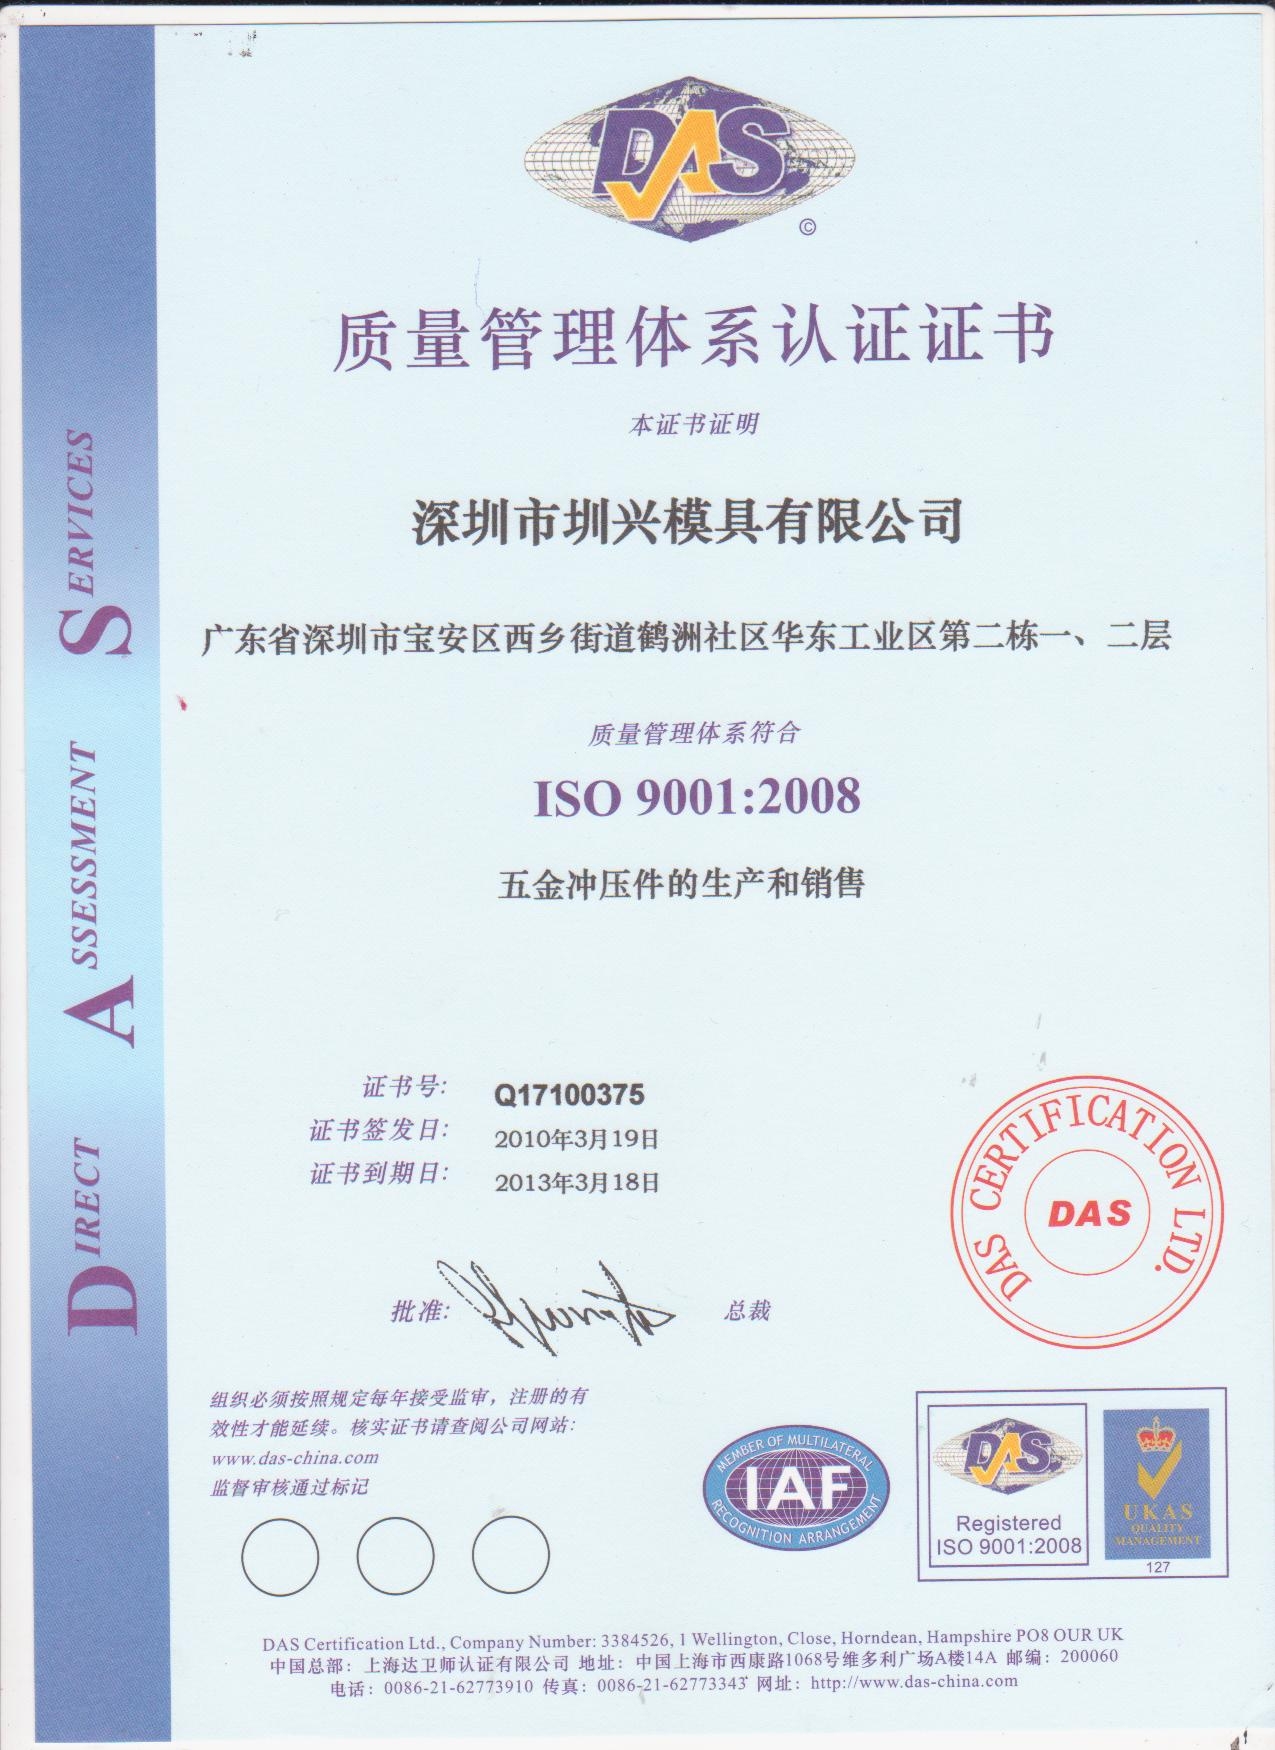 DAS
©
质量管理体系认证证书
本证书证明
深圳市圳兴模具有限公司
广东省深圳市宝安区西乡街道鹤洲社区华东工业区第二栋一、二层
质量管理体系符合
ISO 9001:2008
五金冲压件的生产和销售
证书号: Q17100375
证书签发日: 2010年3月19日
证书到期日: 2013年3月18日
批准: 总裁
DAS CERTIFICATION LTD.
DAS
组织必须按照规定每年接受监审，注册的有
效性才能延续。核实证书请查阅公司网站:
www.das-china.com
监督审核通过标记
MEMBER OF MULTILATERAL
IAF
RECOGNITION ARRANGEMENT
DAS
Registered
ISO 9001:2008
UKAS
QUALITY
MANAGEMENT
127
DAS Certification Ltd., Company Number: 3384526, 1 Wellington, Close, Horndean, Hampshire PO8 OUR UK
中国总部: 上海达卫师认证有限公司 地址: 中国上海市西康路1068号维多利广场A楼14A 邮编: 200060
电话: 0086-21-62773910 传真: 0086-21-62773343 网址: http://www.das-china.com
DIRECT ASSESSMENT SERVICES